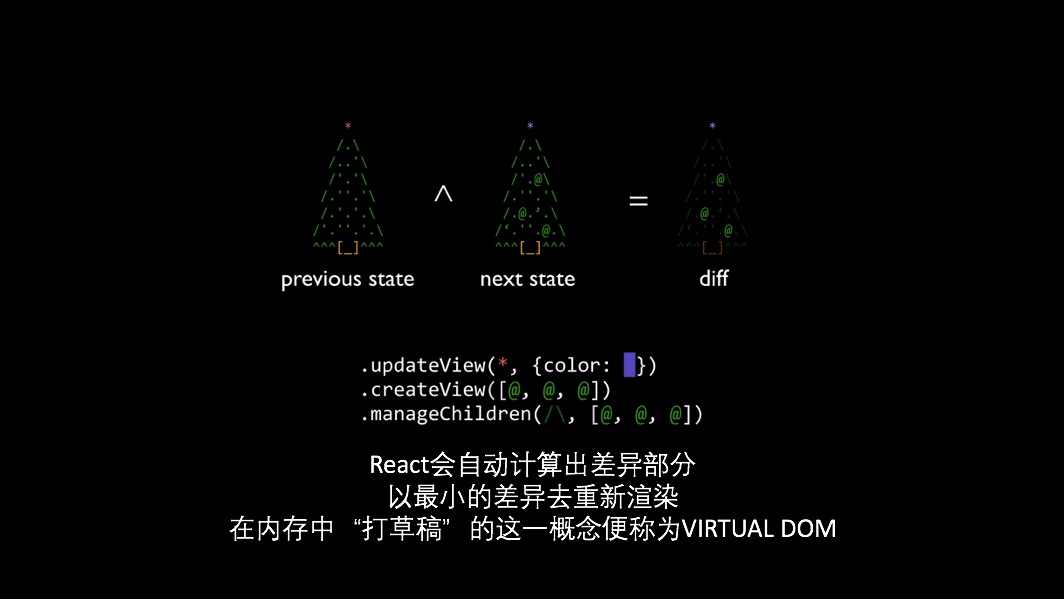 *
/.\
/..'\
/'.'\
/.''.'\
/.'.'.\
/'.''.'.\
^^^[_]^^^
^
*
/.\
/..'\
/'.@\
/.''.'\
/.@.'.\
/'.''.@.\
^^^[_]^^^
=
*
/.\
/..'\
/'.@\
/.''.'\
/.@.'.\
/'.''.@.\
^^^[_]^^^
previous state
next state
diff
.updateView(*, {color: █})
.createView([@, @, @])
.manageChildren(/\, [@, @, @])
React会自动计算出差异部分
以最小的差异去重新渲染
在内存中 “打草稿” 的这一概念便称为VIRTUAL DOM